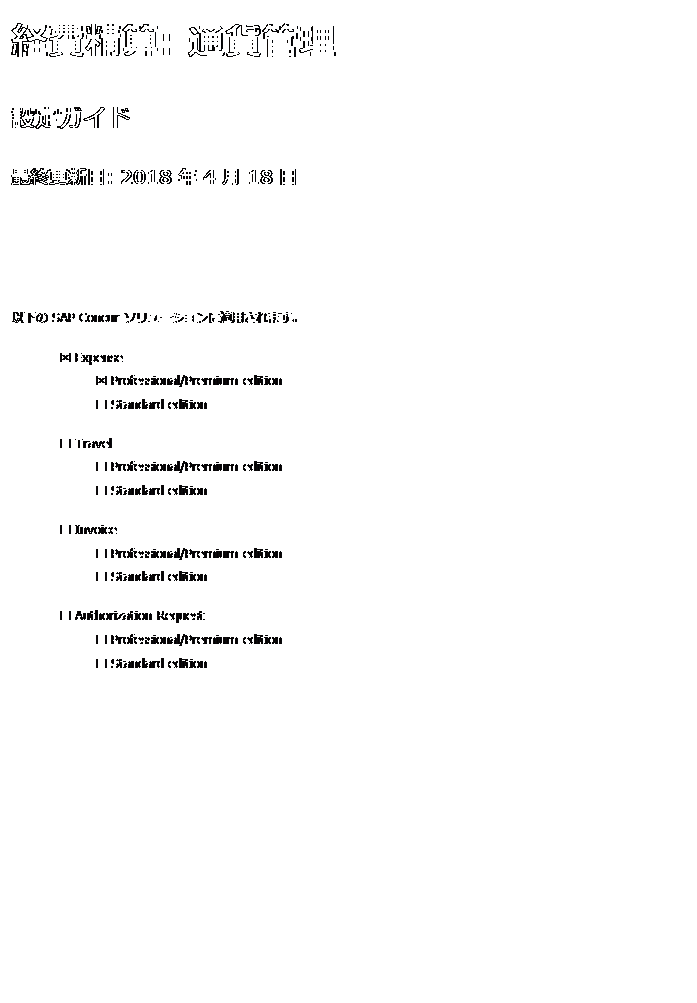 経費精算: 通貨管理
設定ガイド
最終更新日: 2018 年 4 月 18 日
以下の SAP Concur ソリューションに適用されます。
☒ Expense
☒ Professional/Premium edition
☐ Standard edition
☐ Travel
☐ Professional/Premium edition
☐ Standard edition
☐ Invoice
☐ Professional/Premium edition
☐ Standard edition
☐ Authorization Request
☐ Professional/Premium edition
☐ Standard edition